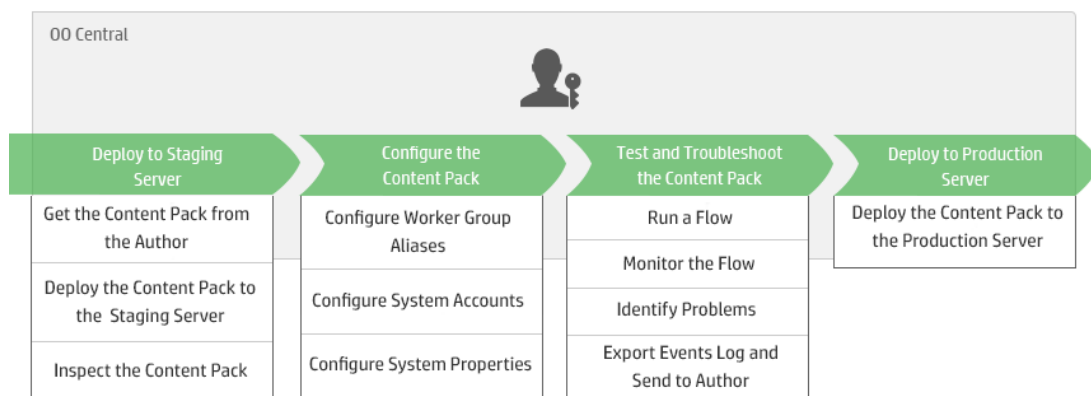 OO Central
Deploy to Staging
Server
Get the Content Pack from
the Author
Deploy the Content Pack to
the Staging Server
Inspect the Content Pack
Configure the
Content Pack
Configure Worker Group
Aliases
Configure System Accounts
Configure System Properties
Test and Troubleshoot
the Content Pack
Run a Flow
Monitor the Flow
Identify Problems
Export Events Log and
Send to Author
Deploy to Production
Server
Deploy the Content Pack to
the Production Server